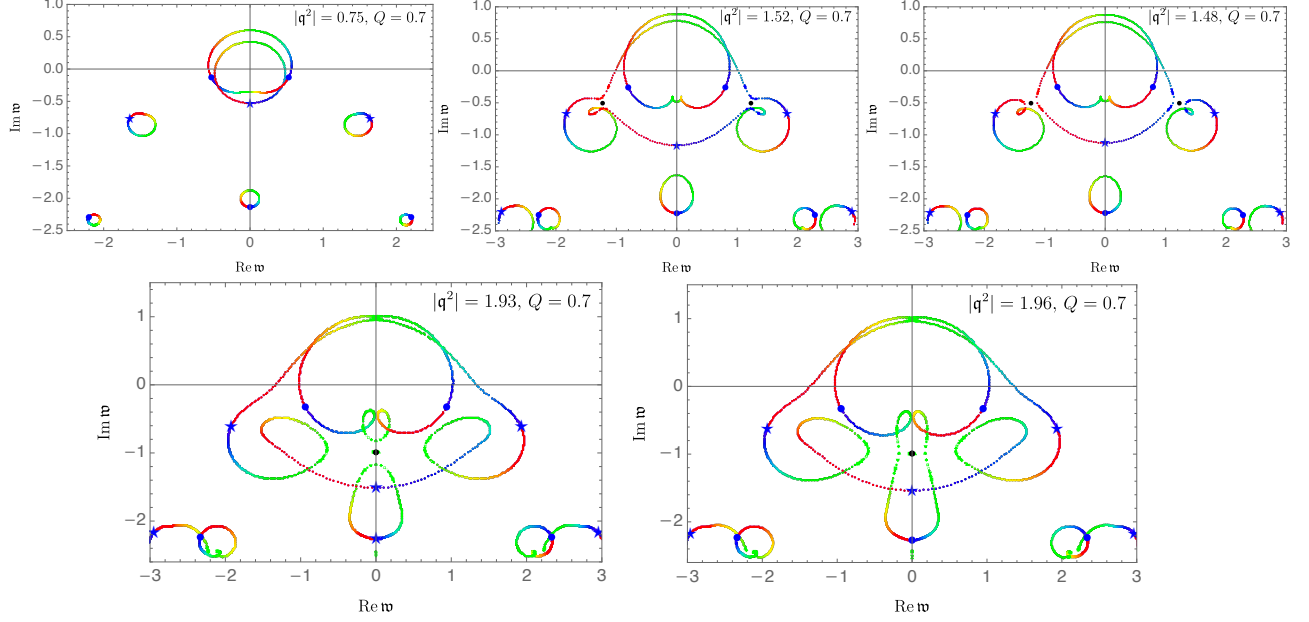 |𝔮²| = 0.75, Q = 0.7
1.0
0.5
0.0
−0.5
−1.0
−1.5
−2.0
−2.5
Im 𝔴
−2 −1 0 1 2
Re 𝔴
|𝔮²| = 1.52, Q = 0.7
1.0
0.5
0.0
−0.5
−1.0
−1.5
−2.0
−2.5
Im 𝔴
−3 −2 −1 0 1 2 3
Re 𝔴
|𝔮²| = 1.48, Q = 0.7
1.0
0.5
0.0
−0.5
−1.0
−1.5
−2.0
−2.5
Im 𝔴
−3 −2 −1 0 1 2 3
Re 𝔴
|𝔮²| = 1.93, Q = 0.7
1
0
−1
−2
Im 𝔴
−3 −2 −1 0 1 2 3
Re 𝔴
|𝔮²| = 1.96, Q = 0.7
1
0
−1
−2
Im 𝔴
−3 −2 −1 0 1 2 3
Re 𝔴